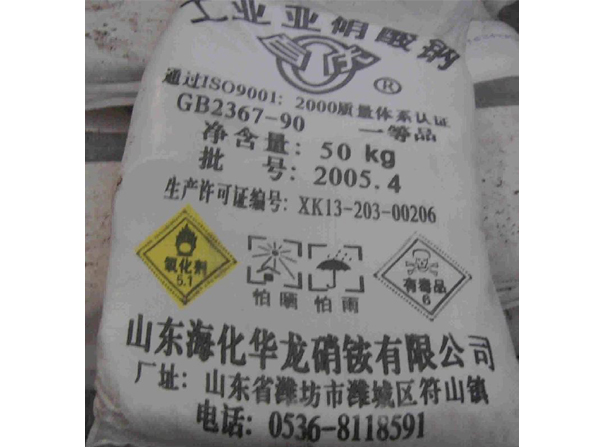 工业亚硝酸钠
®
通过ISO9001: 2000质量体系认证
GB2367-90 一等品
净含量: 50 kg
批 号: 2005.4
生产许可证编号: XK13-203-00206
氧化剂
5.1
怕晒 怕雨
有毒品
6
山东海化华龙硝铵有限公司
厂址: 山东省潍坊市潍城区符山镇
电话: 0536-8118591